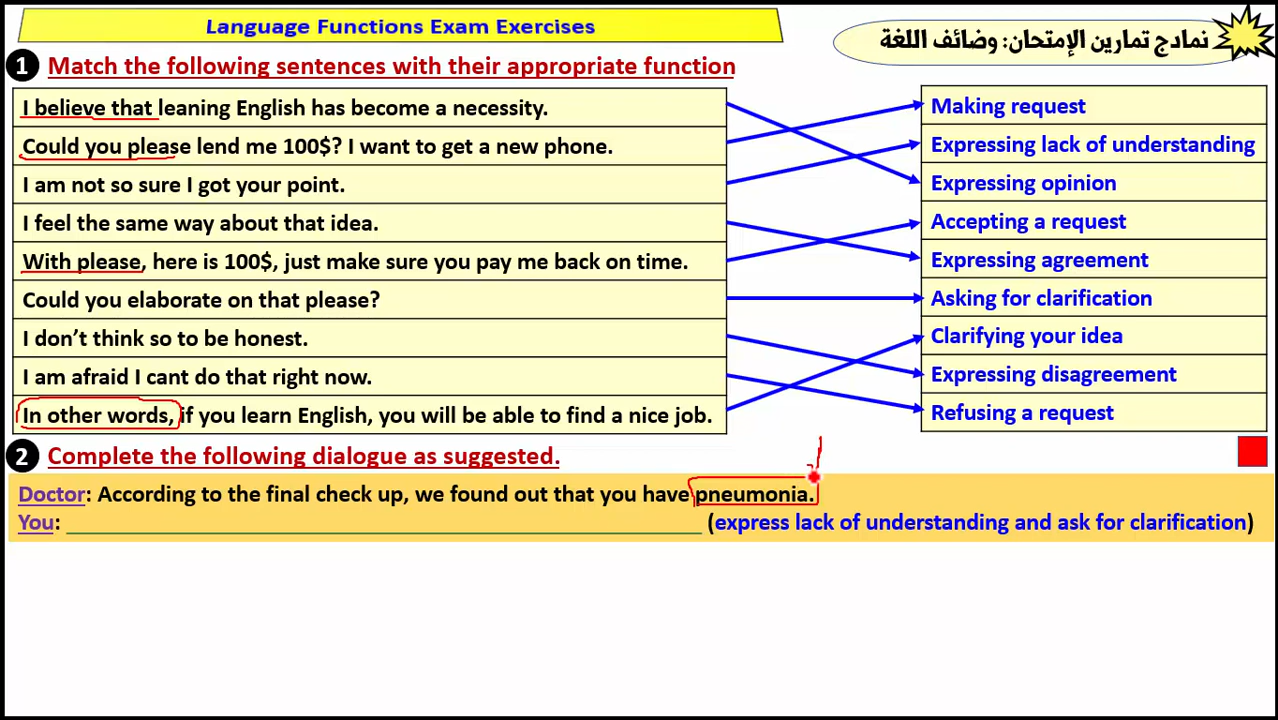 Language Functions Exam Exercises
نماذج تمارين الإمتحان: وضائف اللغة
1 Match the following sentences with their appropriate function
I believe that leaning English has become a necessity.
Could you please lend me 100$? I want to get a new phone.
I am not so sure I got your point.
I feel the same way about that idea.
With please, here is 100$, just make sure you pay me back on time.
Could you elaborate on that please?
I don’t think so to be honest.
I am afraid I cant do that right now.
In other words, if you learn English, you will be able to find a nice job.
Making request
Expressing lack of understanding
Expressing opinion
Accepting a request
Expressing agreement
Asking for clarification
Clarifying your idea
Expressing disagreement
Refusing a request
2 Complete the following dialogue as suggested.
Doctor: According to the final check up, we found out that you have pneumonia.
You: (express lack of understanding and ask for clarification)